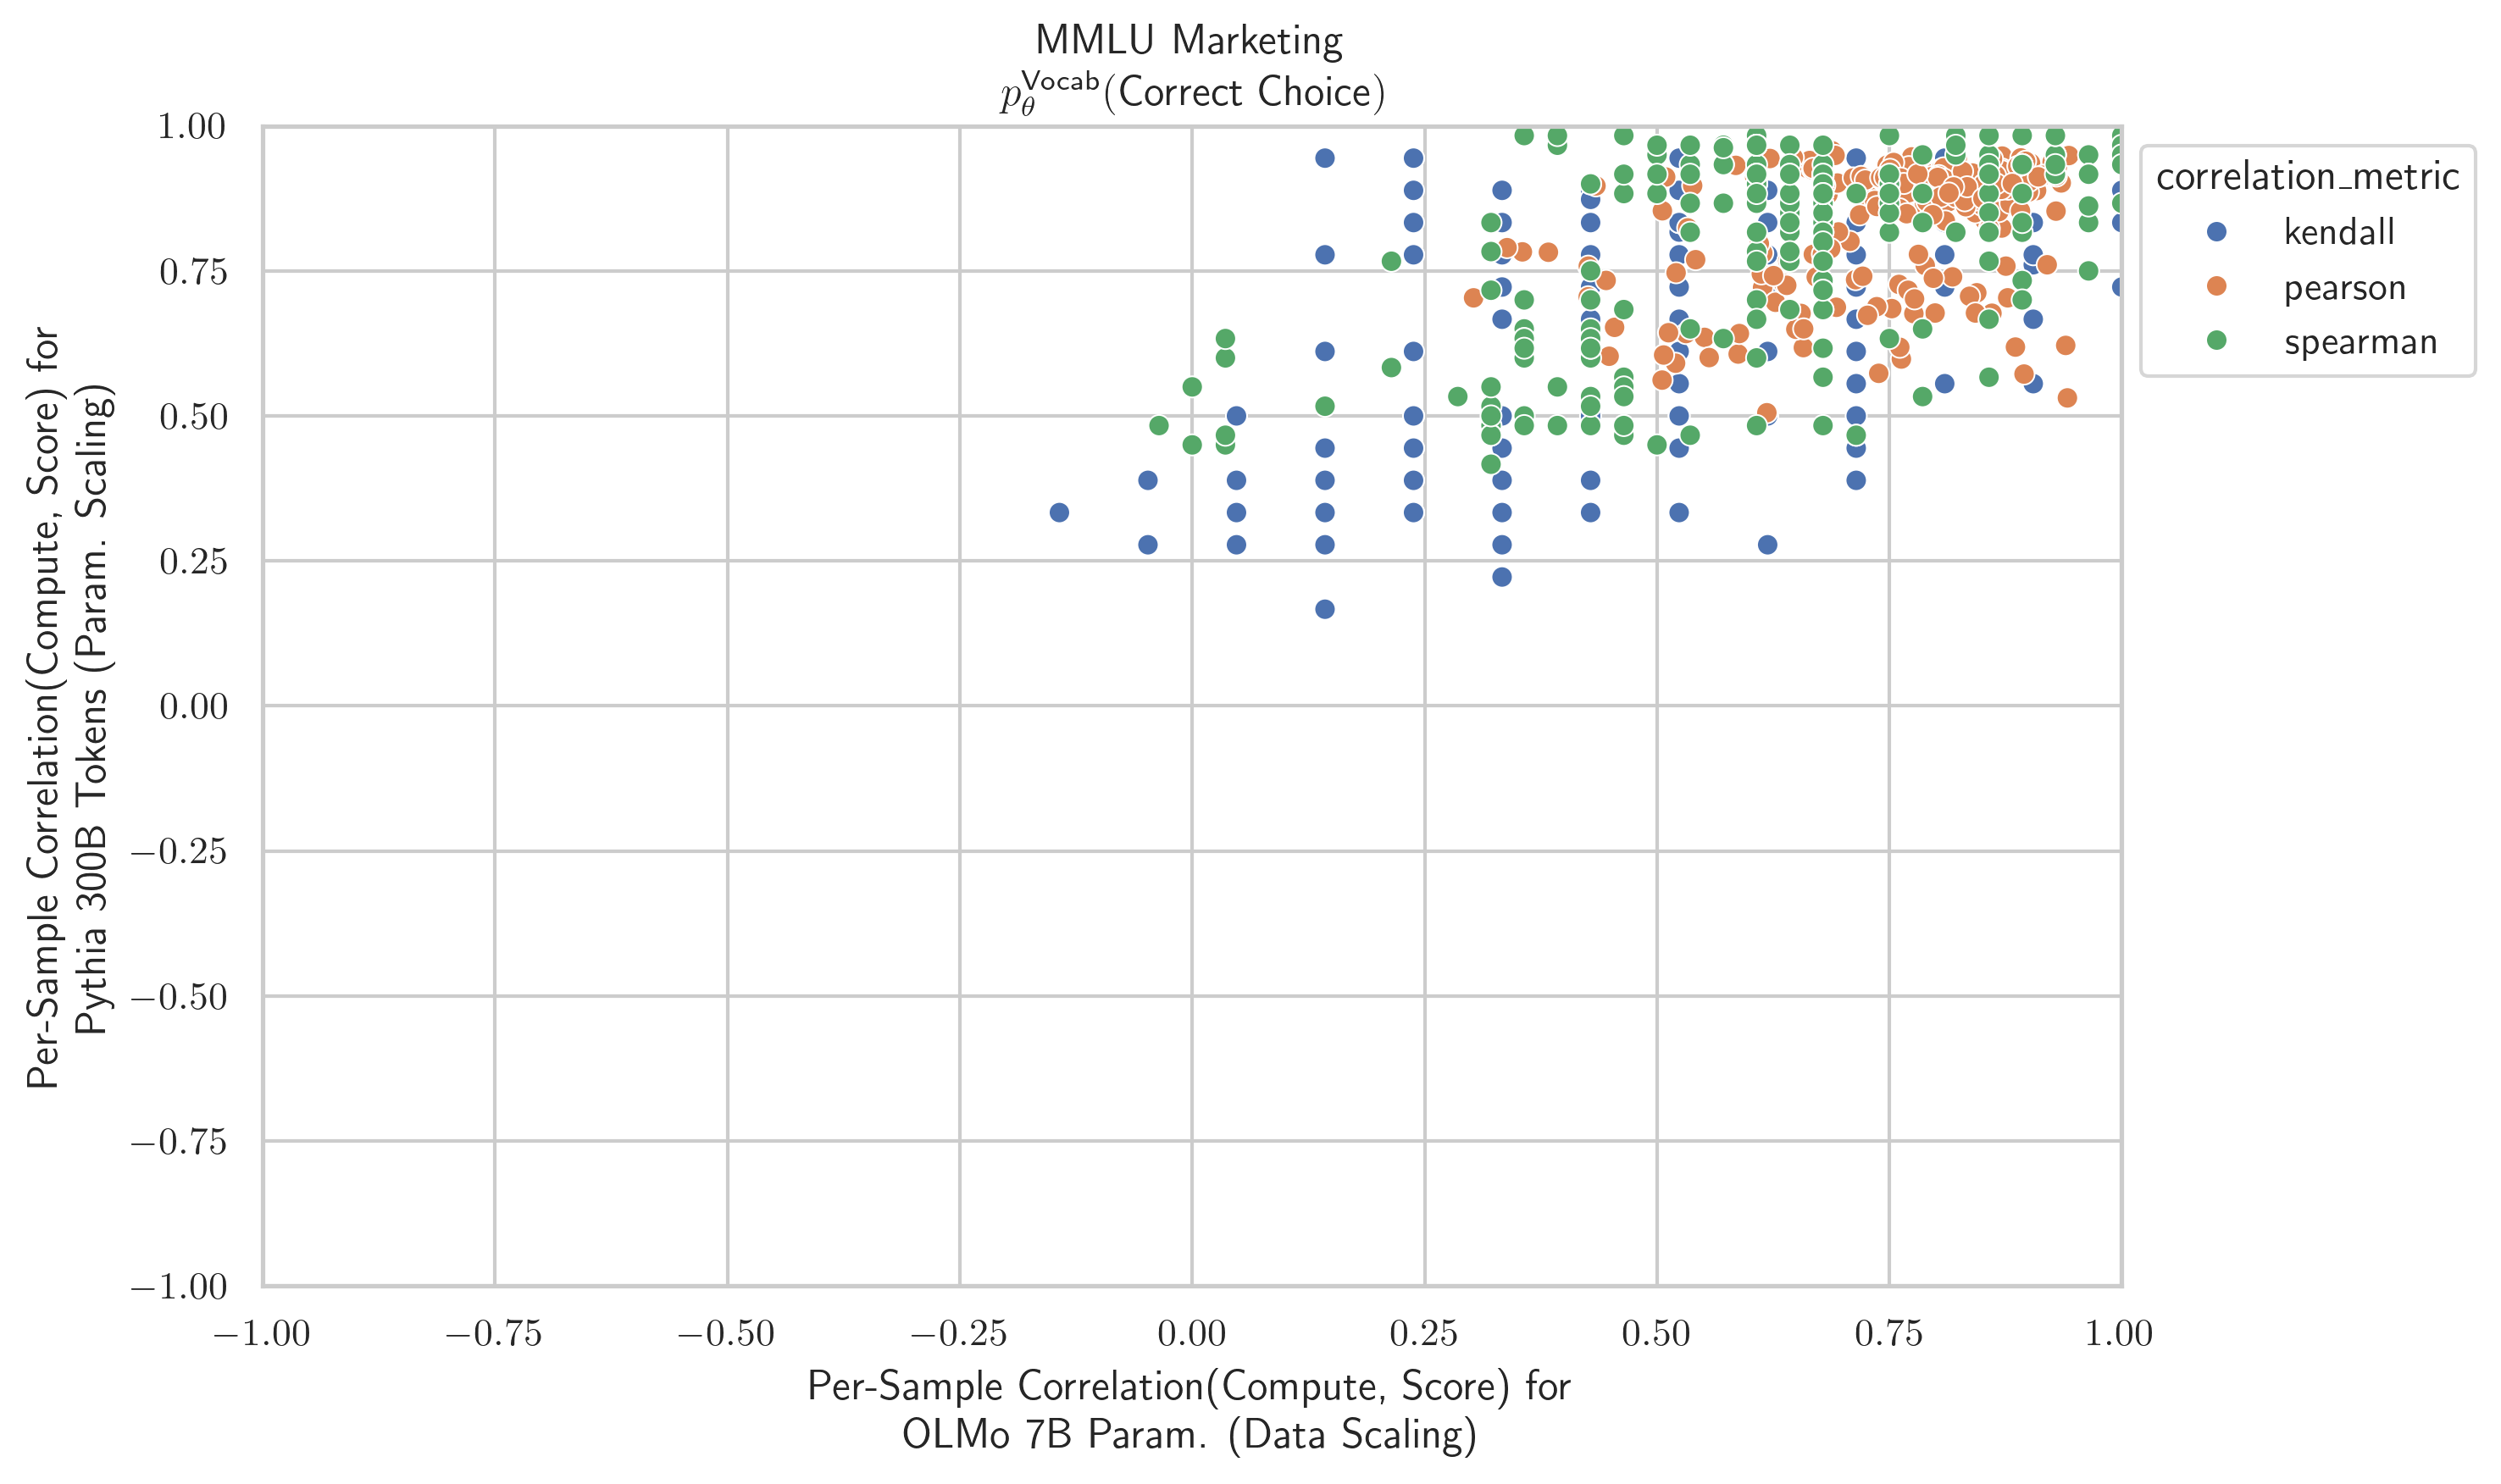 MMLU Marketing
p_θ^Vocab(Correct Choice)
Per-Sample Correlation(Compute, Score) for
Pythia 300B Tokens (Param. Scaling)
1.00
0.75
0.50
0.25
0.00
−0.25
−0.50
−0.75
−1.00
−1.00
−0.75
−0.50
−0.25
0.00
0.25
0.50
0.75
1.00
Per-Sample Correlation(Compute, Score) for
OLMo 7B Param. (Data Scaling)
correlation_metric
kendall
pearson
spearman